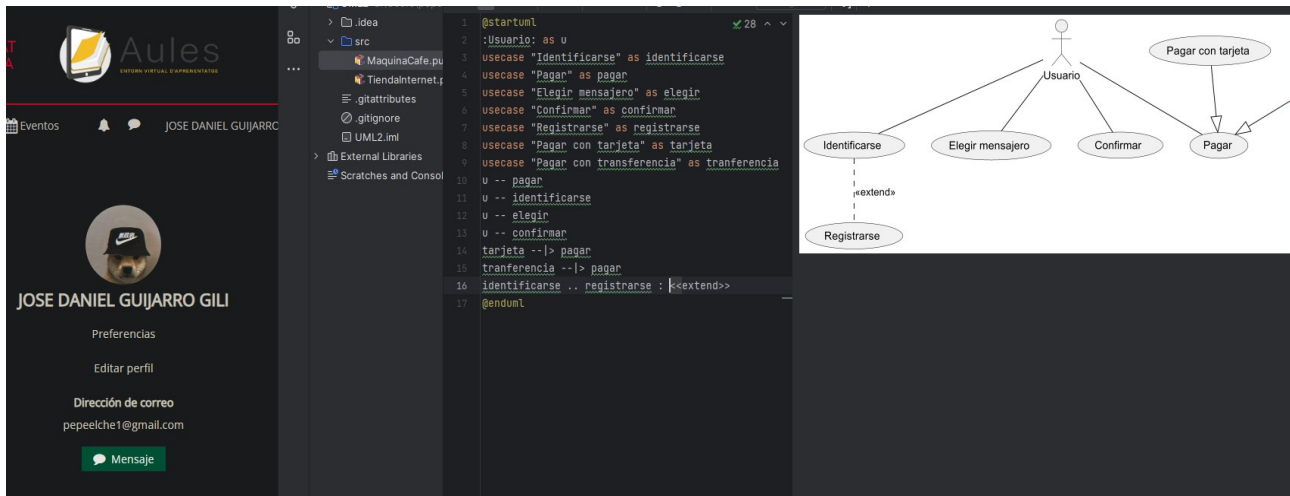 Aules
ENTORN VIRTUAL D'APRENENTATGE
Eventos
JOSE DANIEL GUIJARRO
JOSE DANIEL GUIJARRO GILI
Preferencias
Editar perfil
Dirección de correo
pepeelche1@gmail.com
Mensaje
.idea
src
MaquinaCafe.pu
TiendaInternet.p
.gitattributes
.gitignore
UML2.iml
External Libraries
Scratches and Consol
28
1 @startuml
2 :Usuario: as u
3 usecase "Identificarse" as identificarse
4 usecase "Pagar" as pagar
5 usecase "Elegir mensajero" as elegir
6 usecase "Confirmar" as confirmar
7 usecase "Registrarse" as registrarse
8 usecase "Pagar con tarjeta" as tarjeta
9 usecase "Pagar con transferencia" as tranferencia
10 u -- pagar
11 u -- identificarse
12 u -- elegir
13 u -- confirmar
14 tarjeta --|> pagar
15 tranferencia --|> pagar
16 identificarse .. registrarse : <<extend>>
17 @enduml
Usuario
Pagar con tarjeta
Identificarse
Elegir mensajero
Confirmar
Pagar
«extend»
Registrarse